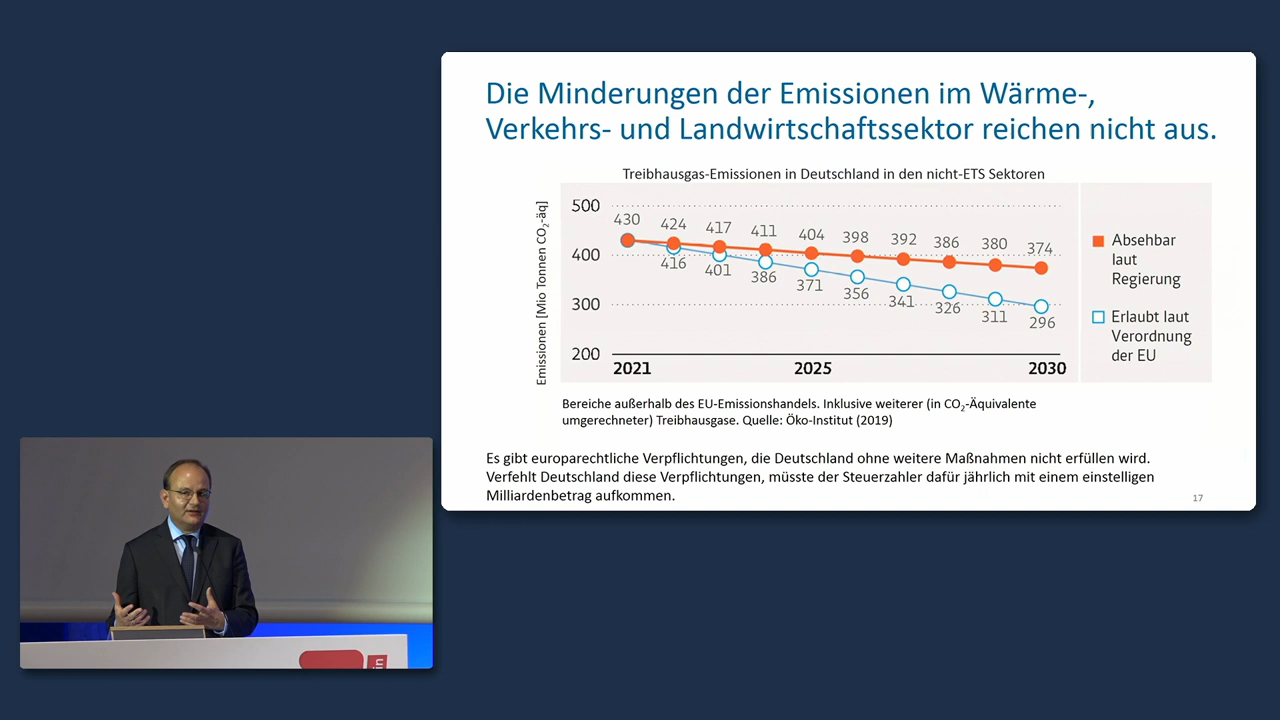 Die Minderungen der Emissionen im Wärme-,
Verkehrs- und Landwirtschaftssektor reichen nicht aus.
Treibhausgas-Emissionen in Deutschland in den nicht-ETS Sektoren
Emissionen [Mio Tonnen CO₂-äq]
500
430 424 417 411 404 398 392 386 380 374
400
416 401 386 371 356 341 326 311 296
300
200
2021 2025 2030
Absehbar
laut
Regierung
Erlaubt laut
Verordnung
der EU
Bereiche außerhalb des EU-Emissionshandels. Inklusive weiterer (in CO₂-Äquivalente
umgerechneter) Treibhausgase. Quelle: Öko-Institut (2019)
Es gibt europarechtliche Verpflichtungen, die Deutschland ohne weitere Maßnahmen nicht erfüllen wird.
Verfehlt Deutschland diese Verpflichtungen, müsste der Steuerzahler dafür jährlich mit einem einstelligen
Milliardenbetrag aufkommen.
17
in